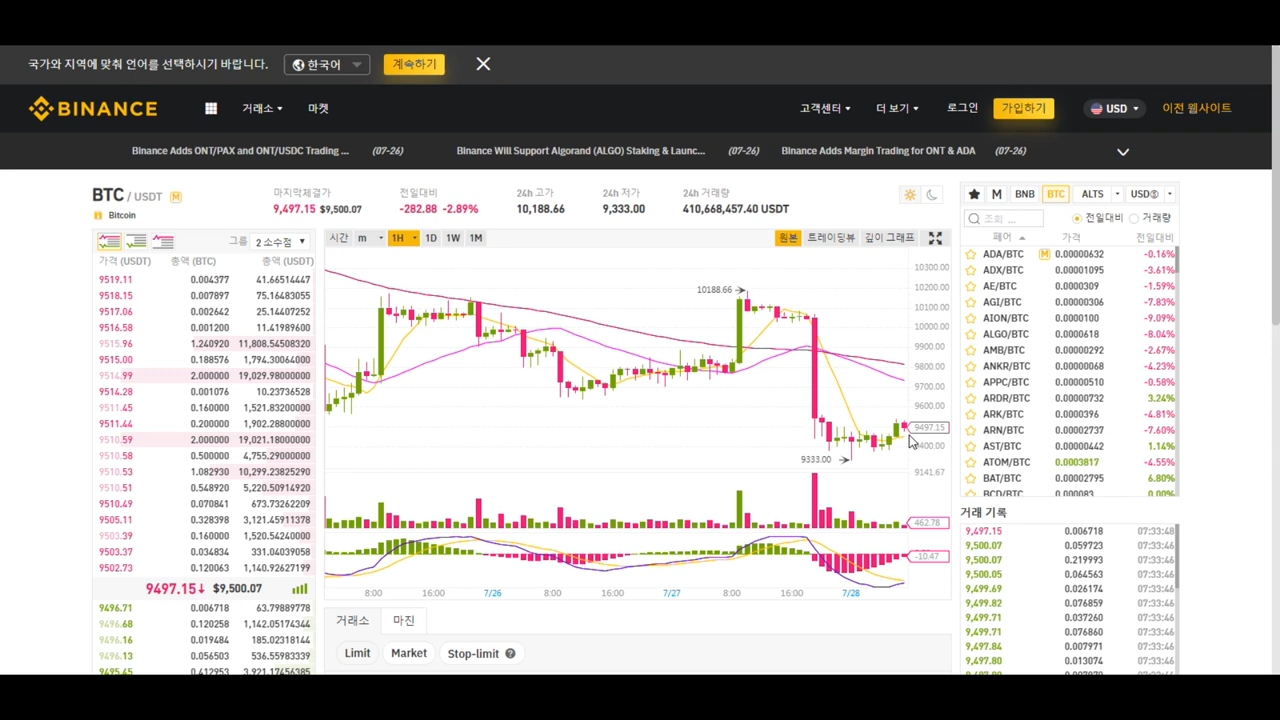 국가와 지역에 맞춰 언어를 선택하시기 바랍니다. 한국어 계속하기
BINANCE 거래소 마켓 고객센터 더 보기 로그인 가입하기 USD 이전 웹사이트
Binance Adds ONT/PAX and ONT/USDC Trading ... (07-26) Binance Will Support Algorand (ALGO) Staking & Launc... (07-26) Binance Adds Margin Trading for ONT & ADA (07-26)
BTC / USDT M
Bitcoin
마지막체결가 전일대비 24h 고가 24h 저가 24h 거래량
9,497.15 $9,500.07 -282.88 -2.89% 10,188.66 9,333.00 410,668,457.40 USDT
그룹 2 소수점
가격 (USDT) 총액 (BTC) 총액 (USDT)
9519.11 0.004377 41.66514447
9518.15 0.007897 75.16483055
9517.06 0.002642 25.14407252
9516.58 0.001200 11.41989600
9515.96 1.240920 11,808.54508320
9515.00 0.188576 1,794.30064000
9514.99 2.000000 19,029.98000000
9514.28 0.001076 10.23736528
9511.45 0.160000 1,521.83200000
9511.44 0.200000 1,902.28800000
9510.59 2.000000 19,021.18000000
9510.58 0.500000 4,755.29000000
9510.53 1.082930 10,299.23825290
9510.51 0.548920 5,220.50914920
9510.49 0.070841 673.73262209
9505.11 0.328398 3,121.45911378
9503.39 0.160000 1,520.54240000
9503.37 0.034834 331.04039058
9502.73 0.120063 1,140.92627199
9497.15↓ $9,500.07
9496.71 0.006718 63.79889778
9496.68 0.120258 1,142.05174344
9496.16 0.019484 185.02318144
9496.13 0.056503 536.55983339
9495.45 0.412953 3,921.17456385
시간 m 1H 1D 1W 1M 원본 트레이딩뷰 깊이 그래프
10300.00
10200.00
10188.66
10100.00
10000.00
9900.00
9800.00
9700.00
9600.00
9497.15
9400.00
9333.00
9141.67
462.78
-10.47
8:00 16:00 7/26 8:00 16:00 7/27 8:00 16:00 7/28
거래소 마진
Limit Market Stop-limit ?
M BNB BTC ALTS USDⓈ
조회 ... 전일대비 거래량
페어 가격 전일대비
ADA/BTC M 0.00000632 -0.16%
ADX/BTC 0.00001095 -3.61%
AE/BTC 0.0000309 -1.59%
AGI/BTC 0.00000306 -7.83%
AION/BTC 0.0000100 -9.09%
ALGO/BTC 0.0000618 -8.04%
AMB/BTC 0.00000292 -2.67%
ANKR/BTC 0.00000068 -4.23%
APPC/BTC 0.00000510 -0.58%
ARDR/BTC 0.00000732 3.24%
ARK/BTC 0.0000396 -4.81%
ARN/BTC 0.00002737 -7.60%
AST/BTC 0.00000442 1.14%
ATOM/BTC 0.0003817 -4.55%
BAT/BTC 0.00002795 6.80%
BCD/BTC 0.000083 0.00%
거래 기록
9,497.15 0.006718 07:33:48
9,500.07 0.059723 07:33:46
9,500.07 0.219993 07:33:46
9,500.05 0.064563 07:33:46
9,499.69 0.026164 07:33:46
9,499.82 0.076859 07:33:46
9,499.71 0.037260 07:33:46
9,499.71 0.076860 07:33:46
9,499.84 0.007971 07:33:46
9,497.80 0.013074 07:33:46